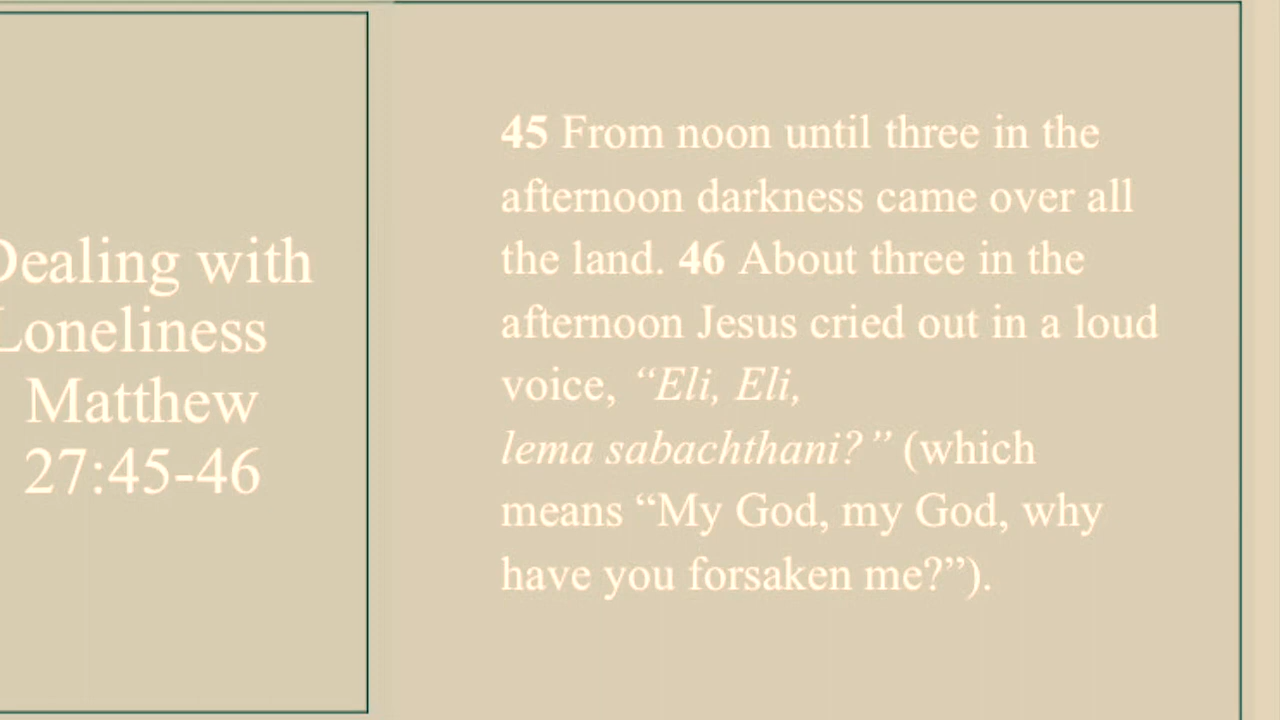 Dealing with
Loneliness
Matthew
27:45-46
45 From noon until three in the
afternoon darkness came over all
the land. 46 About three in the
afternoon Jesus cried out in a loud
voice, “Eli, Eli,
lema sabachthani?” (which
means “My God, my God, why
have you forsaken me?”).